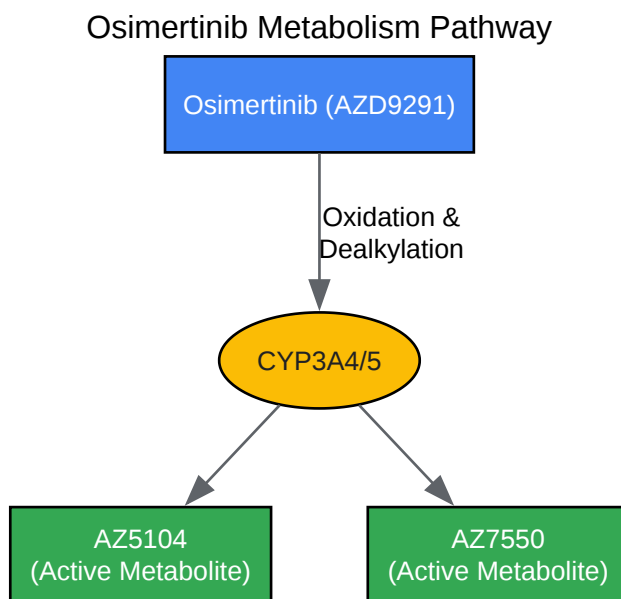 Osimertinib Metabolism Pathway
Osimertinib (AZD9291)
Oxidation &
Dealkylation
CYP3A4/5
AZ5104
(Active Metabolite)
AZ7550
(Active Metabolite)